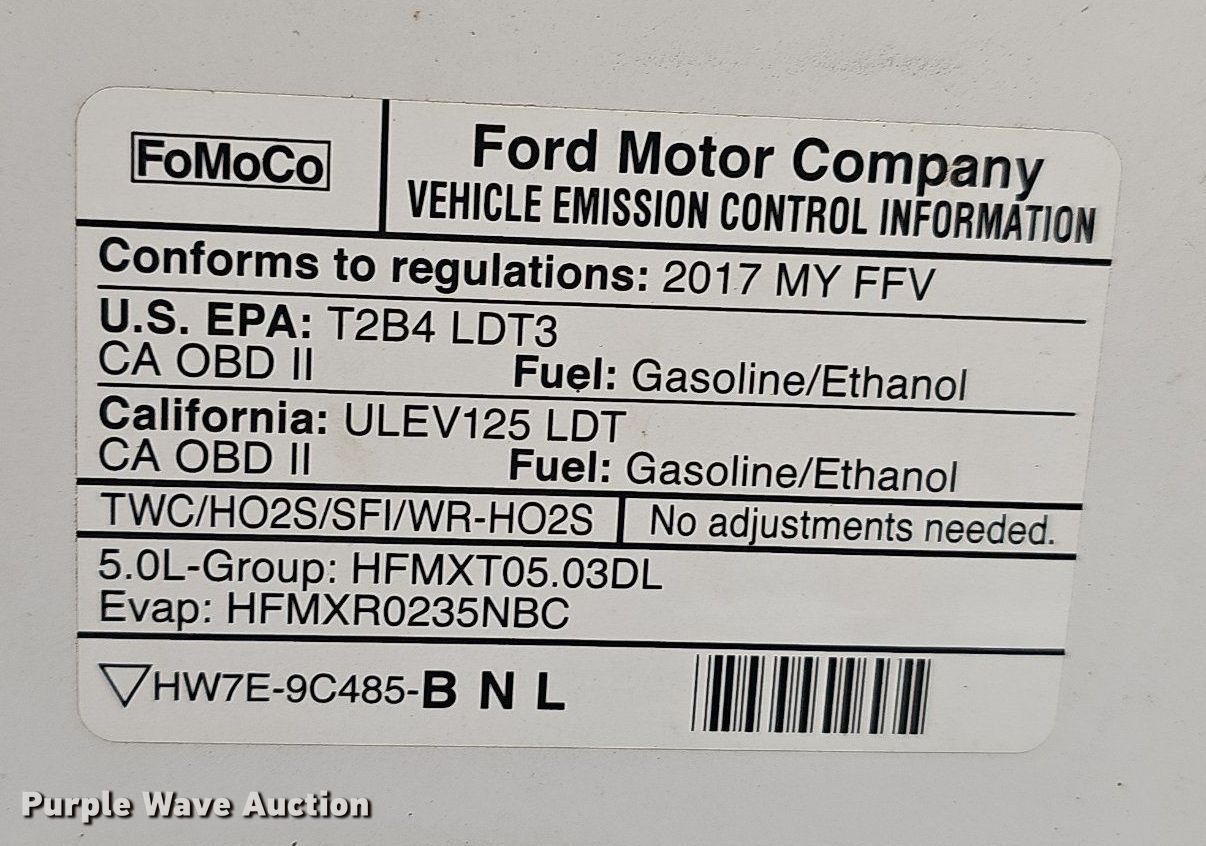 FoMoCo
Ford Motor Company
VEHICLE EMISSION CONTROL INFORMATION
Conforms to regulations: 2017 MY FFV
U.S. EPA: T2B4 LDT3
CA OBD II Fuel: Gasoline/Ethanol
California: ULEV125 LDT
CA OBD II Fuel: Gasoline/Ethanol
TWC/HO2S/SFI/WR-HO2S No adjustments needed.
5.0L-Group: HFMXT05.03DL
Evap: HFMXR0235NBC
HW7E-9C485-B N L
Purple Wave Auction